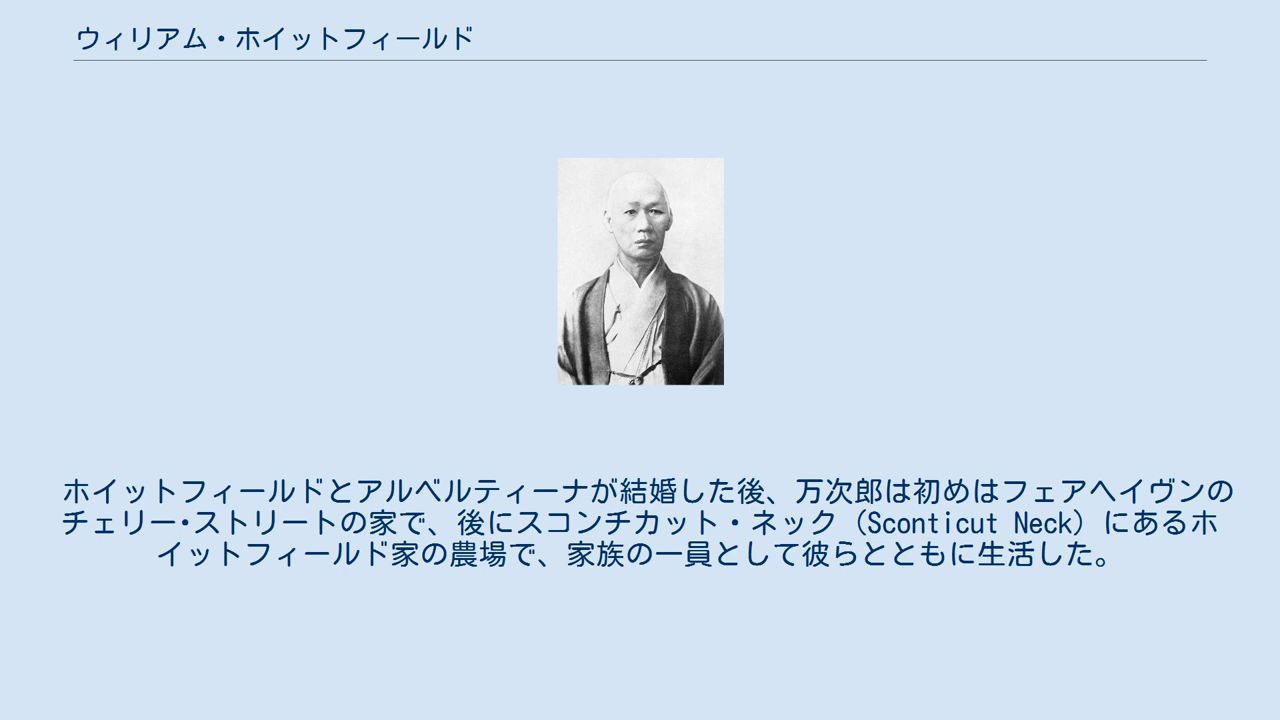 ウィリアム・ホイットフィールド
ホイットフィールドとアルベルティーナが結婚した後、万次郎は初めはフェアヘイヴンの
チェリー・ストリートの家で、後にスコンチカット・ネック（Sconticut Neck）にあるホ
イットフィールド家の農場で、家族の一員として彼らとともに生活した。